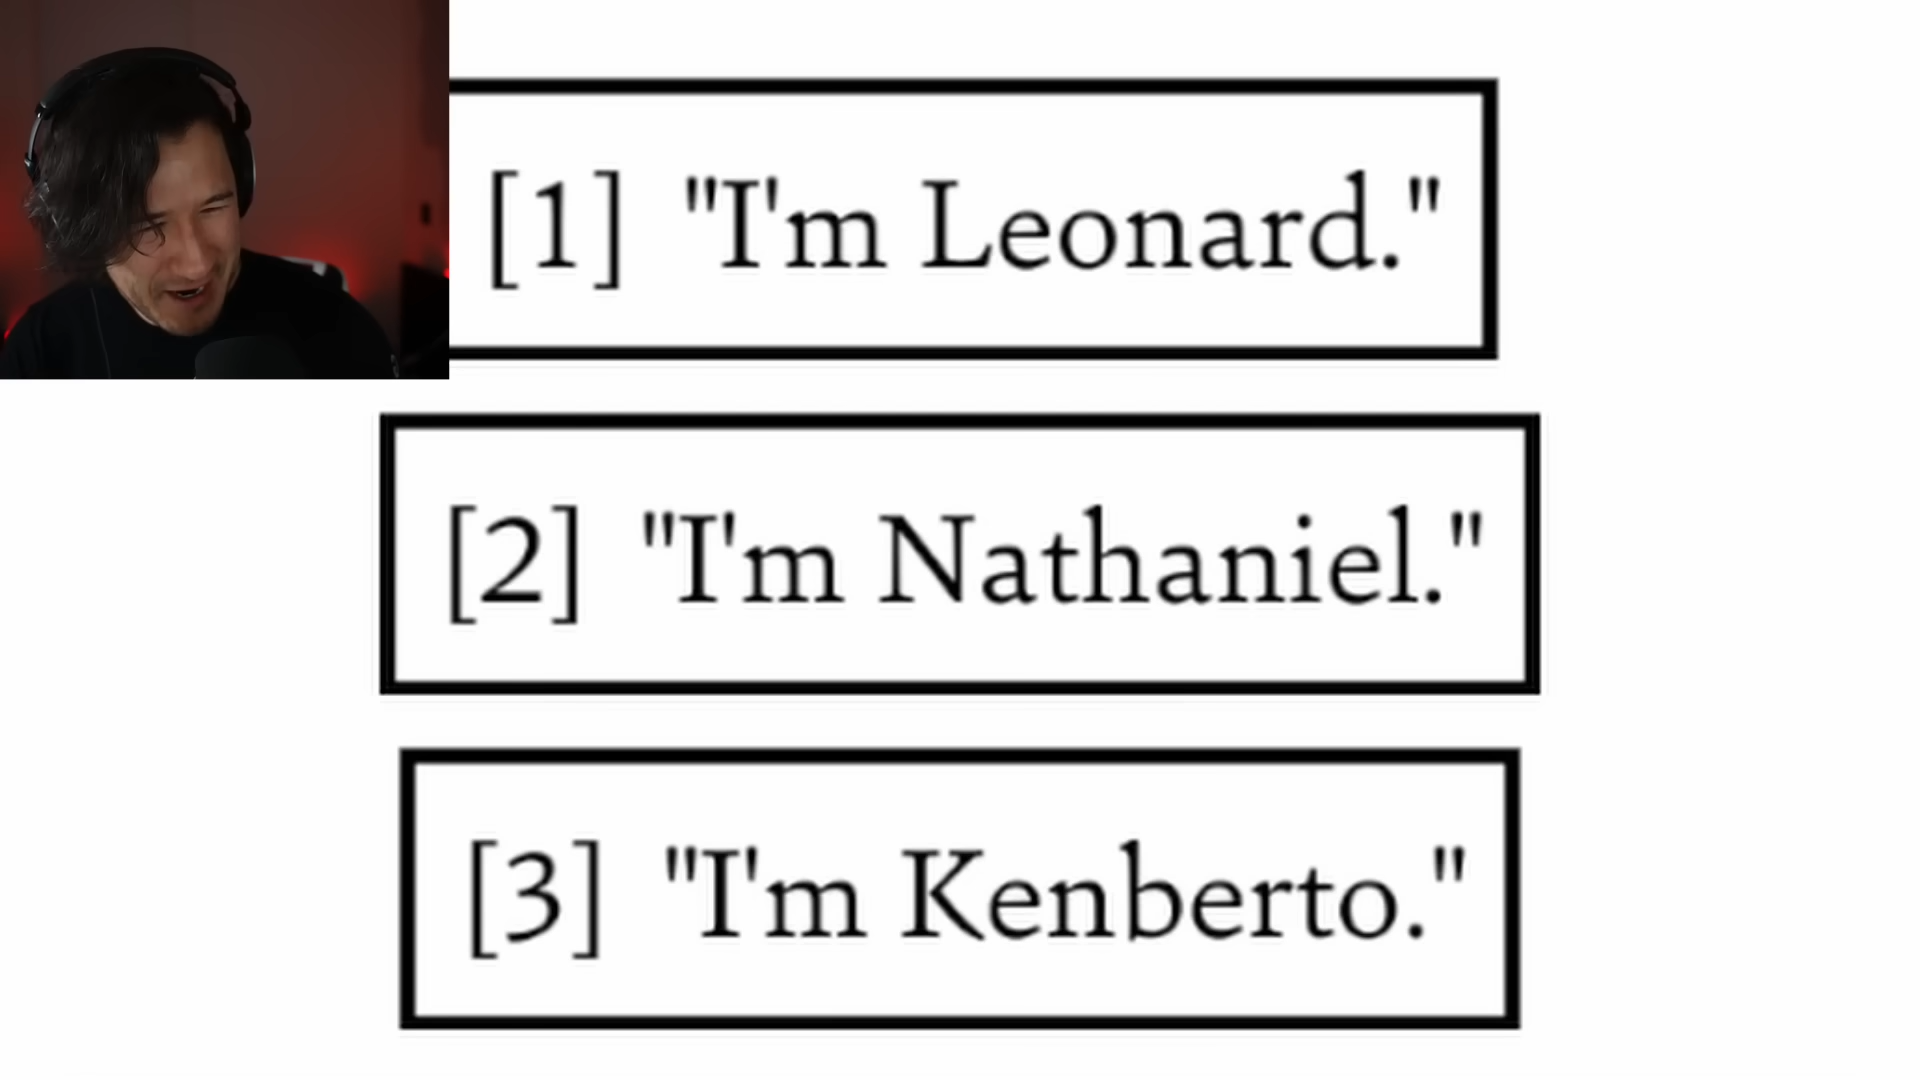 [1] "I'm Leonard."
[2] "I'm Nathaniel."
[3] "I'm Kenberto."